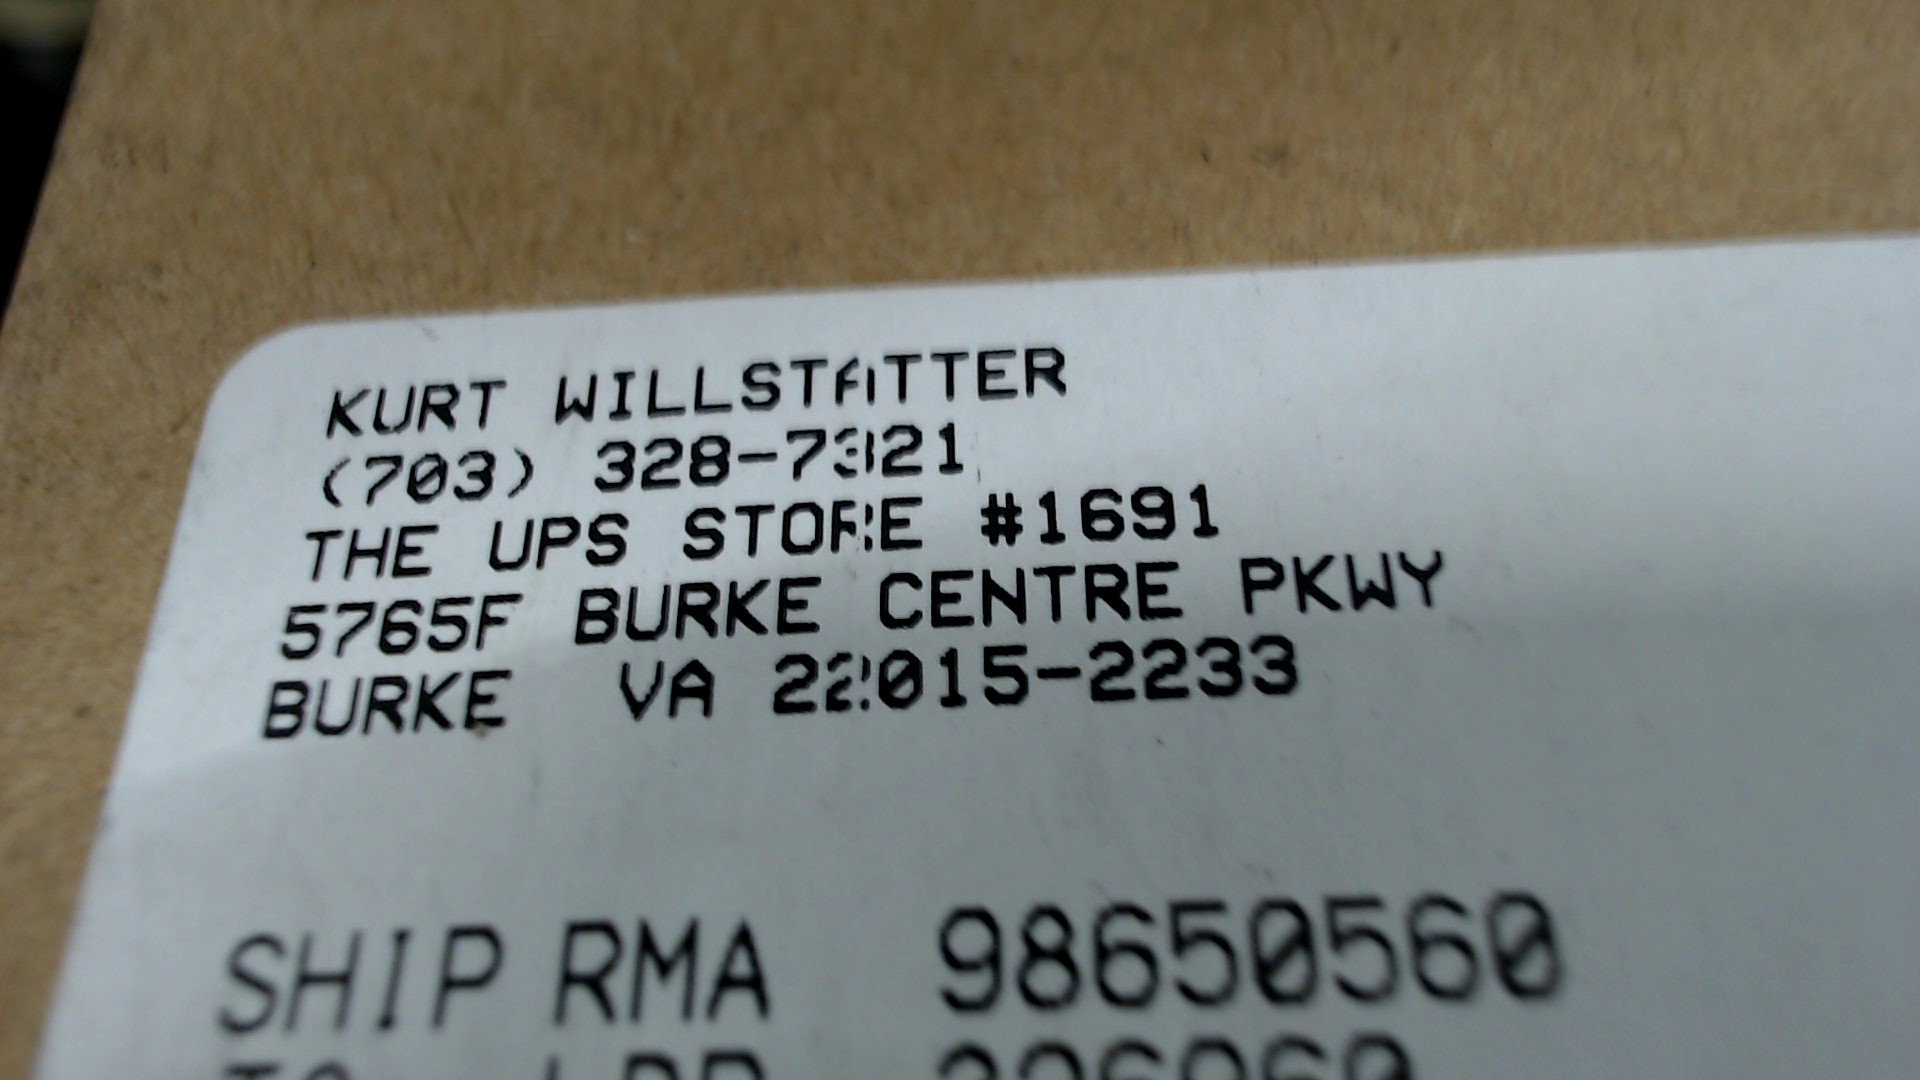 KURT WILLSTATTER
(703) 328-7321
THE UPS STORE #1691
5765F BURKE CENTRE PKWY
BURKE VA 22015-2233
SHIP RMA 98650560